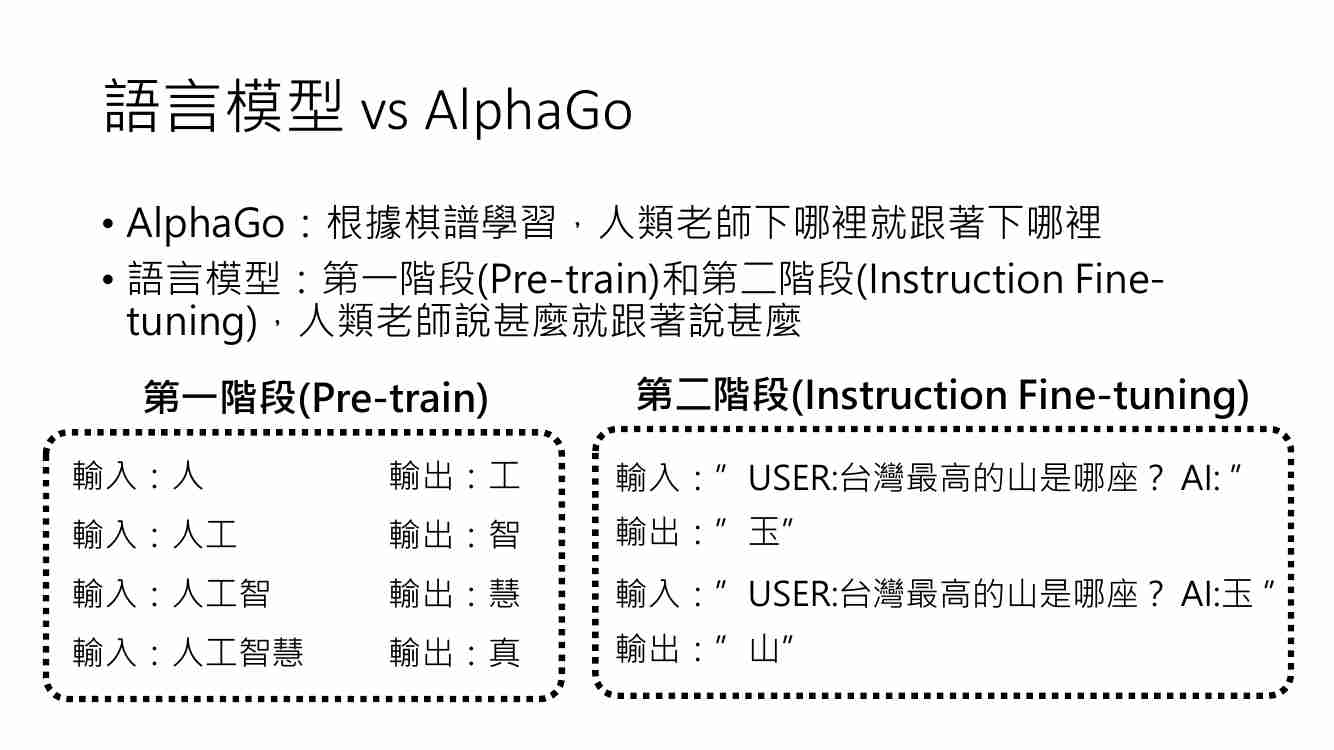 語言模型 vs AlphaGo
• AlphaGo：根據棋譜學習，人類老師下哪裡就跟著下哪裡
• 語言模型：第一階段(Pre-train)和第二階段(Instruction Fine-
tuning)，人類老師說甚麼就跟著說甚麼
第一階段(Pre-train)
輸入：人 輸出：工
輸入：人工 輸出：智
輸入：人工智 輸出：慧
輸入：人工智慧 輸出：真
第二階段(Instruction Fine-tuning)
輸入：” USER:台灣最高的山是哪座？ AI: ”
輸出：” 玉”
輸入：” USER:台灣最高的山是哪座？ AI:玉 ”
輸出：” 山”